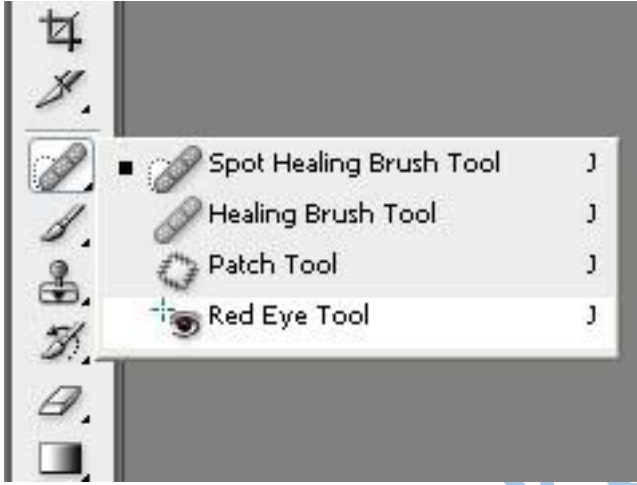 Spot Healing Brush Tool J
Healing Brush Tool J
Patch Tool J
Red Eye Tool J